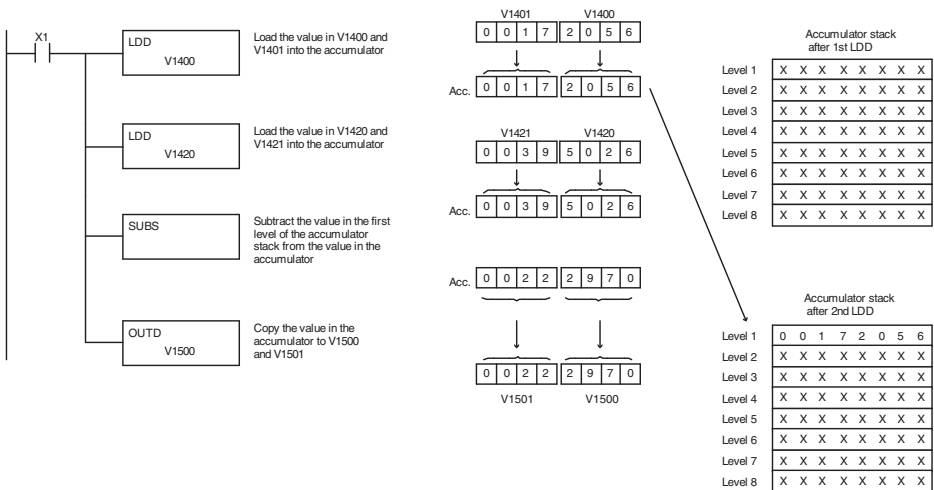 X1
LDD
V1400
Load the value in V1400 and
V1401 into the accumulator
LDD
V1420
Load the value in V1420 and
V1421 into the accumulator
SUBS
Subtract the value in the first
level of the accumulator
stack from the value in the
accumulator
OUTD
V1500
Copy the value in the
accumulator to V1500
and V1501
V1401 V1400
0 0 1 7 2 0 5 6
Acc. 0 0 1 7 2 0 5 6
V1421 V1420
0 0 3 9 5 0 2 6
Acc. 0 0 3 9 5 0 2 6
Acc. 0 0 2 2 2 9 7 0
0 0 2 2 2 9 7 0
V1501 V1500
Accumulator stack
after 1st LDD
Level 1 X X X X X X X X
Level 2 X X X X X X X X
Level 3 X X X X X X X X
Level 4 X X X X X X X X
Level 5 X X X X X X X X
Level 6 X X X X X X X X
Level 7 X X X X X X X X
Level 8 X X X X X X X X
Accumulator stack
after 2nd LDD
Level 1 0 0 1 7 2 0 5 6
Level 2 X X X X X X X X
Level 3 X X X X X X X X
Level 4 X X X X X X X X
Level 5 X X X X X X X X
Level 6 X X X X X X X X
Level 7 X X X X X X X X
Level 8 X X X X X X X X